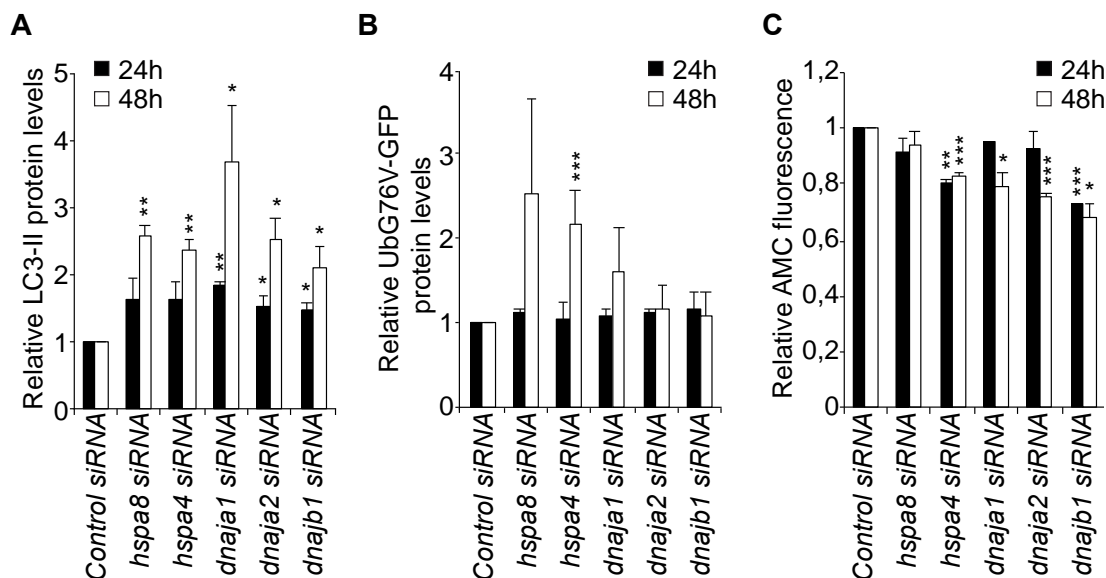 A
Relative LC3-II protein levels
24h
48h
5
4
3
2
1
0
**
**
**
*
*
*
*
*
Control siRNA
hspa8 siRNA
hspa4 siRNA
dnaja1 siRNA
dnaja2 siRNA
dnajb1 siRNA
B
Relative UbG76V-GFP
protein levels
24h
48h
4
3
2
1
0
***
Control siRNA
hspa8 siRNA
hspa4 siRNA
dnaja1 siRNA
dnaja2 siRNA
dnajb1 siRNA
C
Relative AMC fluorescence
24h
48h
1,2
1
0,8
0,6
0,4
0,2
0
**
***
*
***
***
*
Control siRNA
hspa8 siRNA
hspa4 siRNA
dnaja1 siRNA
dnaja2 siRNA
dnajb1 siRNA